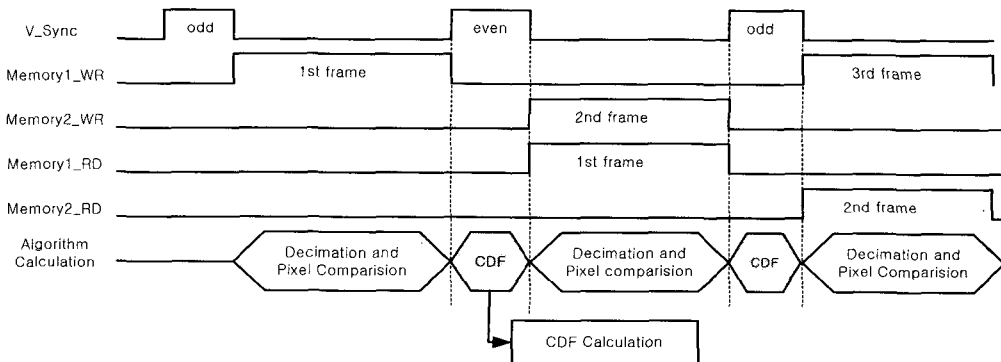 V_Sync
odd
even
odd
Memory1_WR
1st frame
3rd frame
Memory2_WR
2nd frame
Memory1_RD
1st frame
Memory2_RD
2nd frame
Algorithm
Calculation
Decimation and
Pixel Comparision
CDF
Decimation and
Pixel comparision
CDF
Decimation and
Pixel Comparision
CDF Calculation